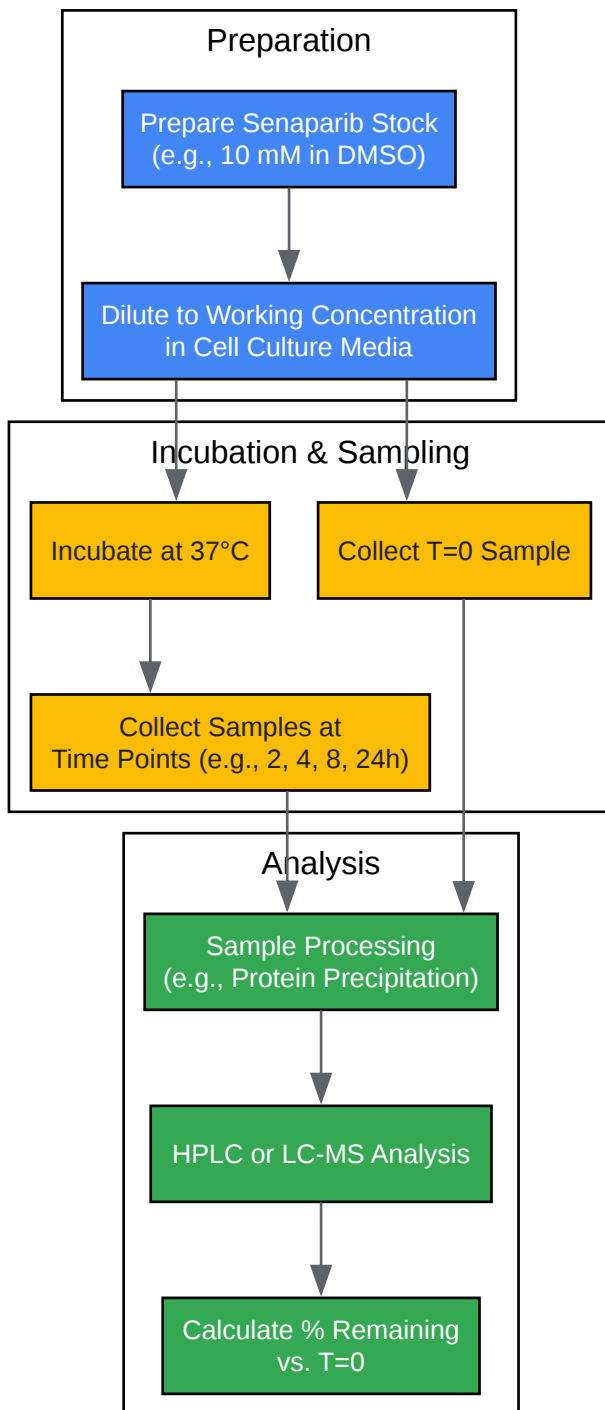 Preparation
Prepare Senaparib Stock
(e.g., 10 mM in DMSO)
Dilute to Working Concentration
in Cell Culture Media
Incubation & Sampling
Incubate at 37°C
Collect T=0 Sample
Collect Samples at
Time Points (e.g., 2, 4, 8, 24h)
Analysis
Sample Processing
(e.g., Protein Precipitation)
HPLC or LC-MS Analysis
Calculate % Remaining
vs. T=0